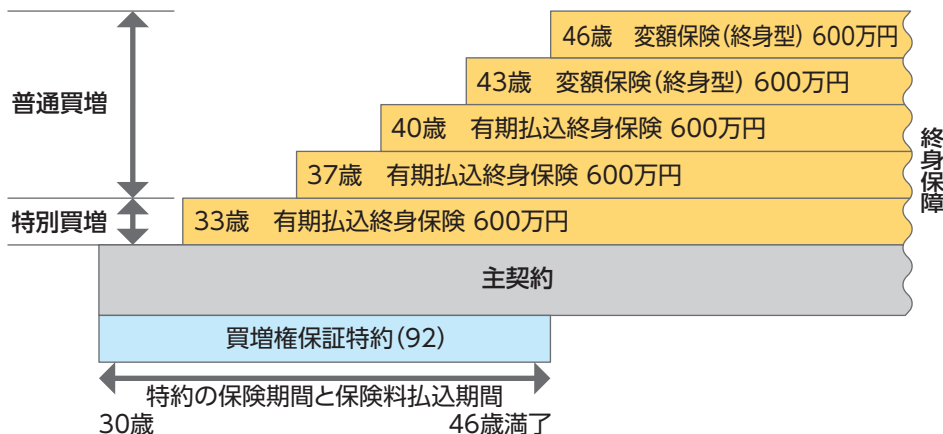 46歳 変額保険(終身型) 600万円
43歳 変額保険(終身型) 600万円
普通買増
40歳 有期払込終身保険 600万円
37歳 有期払込終身保険 600万円
終身保障
特別買増
33歳 有期払込終身保険 600万円
主契約
買増権保証特約(92)
特約の保険期間と保険料払込期間
30歳
46歳満了